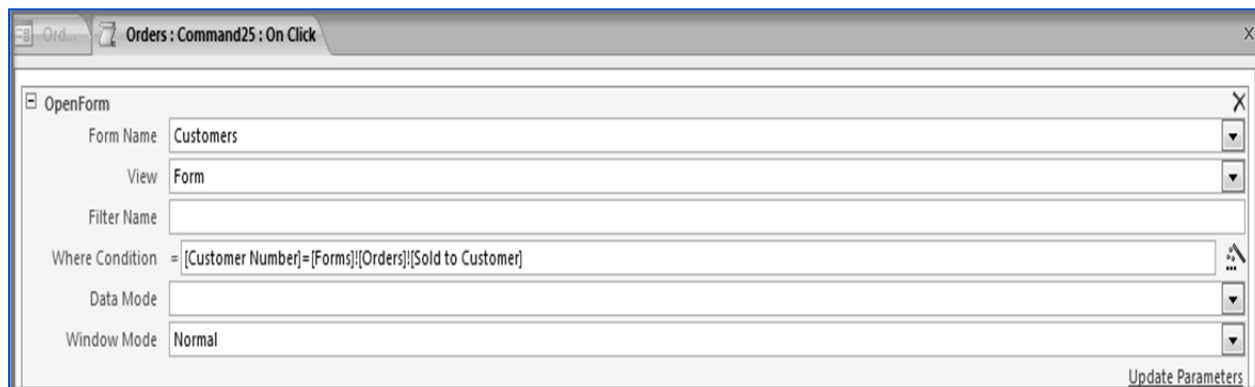 Ord... Orders : Command25 : On Click X
OpenForm
Form Name Customers
View Form
Filter Name
Where Condition = [Customer Number]=[Forms]![Orders]![Sold to Customer]
Data Mode
Window Mode Normal
Update Parameters